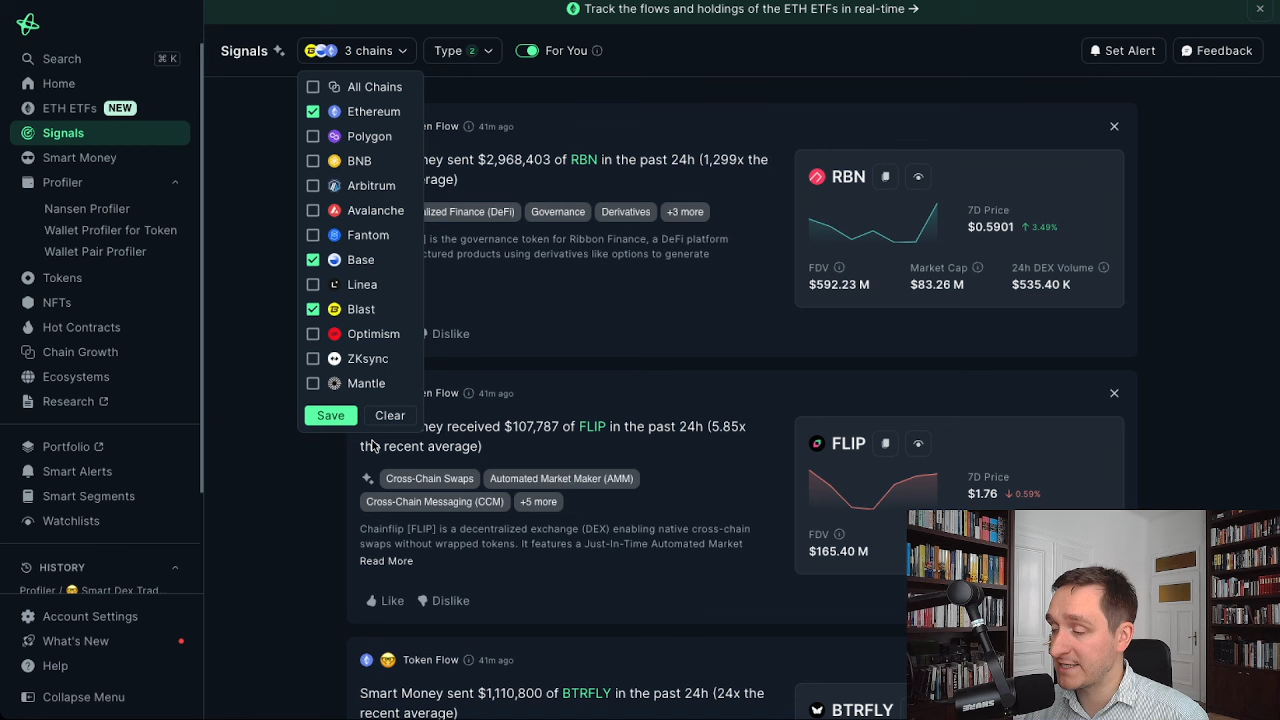 Track the flows and holdings of the ETH ETFs in real-time →
Search ⌘ K
Home
ETH ETFs NEW
Signals
Smart Money
Profiler
Nansen Profiler
Wallet Profiler for Token
Wallet Pair Profiler
Tokens
NFTs
Hot Contracts
Chain Growth
Ecosystems
Research
Portfolio
Smart Alerts
Smart Segments
Watchlists
HISTORY
Profiler / 🤓 Smart Dex Trad...
Account Settings
What's New
Help
Collapse Menu
Signals 3 chains Type 2 For You
Set Alert Feedback
All Chains
Ethereum
Polygon
BNB
Arbitrum
Avalanche
Fantom
Base
Linea
Blast
Optimism
ZKsync
Mantle
Save Clear
ken Flow 41m ago
ney sent $2,968,403 of RBN in the past 24h (1,299x the
erage)
alized Finance (DeFi) Governance Derivatives +3 more
] is the governance token for Ribbon Finance, a DeFi platform
ctured products using derivatives like options to generate
Dislike
RBN
7D Price
$0.5901 ↑ 3.49%
FDV Market Cap 24h DEX Volume
$592.23 M $83.26 M $535.40 K
ken Flow 41m ago
ney received $107,787 of FLIP in the past 24h (5.85x
the recent average)
Cross-Chain Swaps Automated Market Maker (AMM)
Cross-Chain Messaging (CCM) +5 more
Chainflip [FLIP] is a decentralized exchange (DEX) enabling native cross-chain
swaps without wrapped tokens. It features a Just-In-Time Automated Market
Read More
Like Dislike
FLIP
7D Price
$1.76 ↓ 0.59%
FDV
$165.40 M
Token Flow 41m ago
Smart Money sent $1,110,800 of BTRFLY in the past 24h (24x the
recent average)
BTRFLY
SHURE